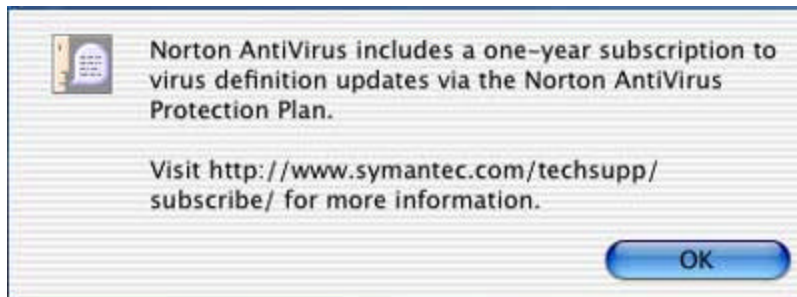 Norton AntiVirus includes a one-year subscription to
virus definition updates via the Norton AntiVirus
Protection Plan.
Visit http://www.symantec.com/techsupp/
subscribe/ for more information.
OK